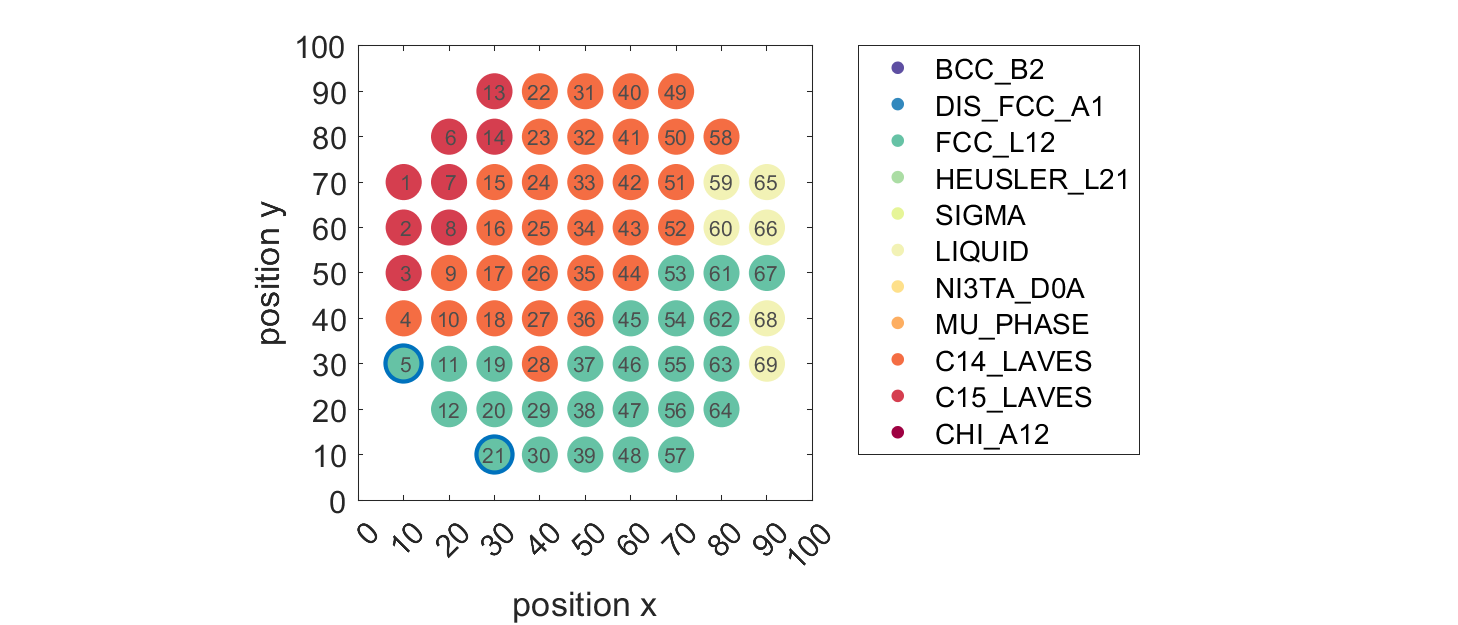 100
90
80
70
60
50
40
30
20
10
0
position y
13 22 31 40 49
6 14 23 32 41 50 58
1 7 15 24 33 42 51 59 65
2 8 16 25 34 43 52 60 66
3 9 17 26 35 44 53 61 67
4 10 18 27 36 45 54 62 68
5 11 19 28 37 46 55 63 69
12 20 29 38 47 56 64
21 30 39 48 57
0 10 20 30 40 50 60 70 80 90 100
position x
BCC_B2
DIS_FCC_A1
FCC_L12
HEUSLER_L21
SIGMA
LIQUID
NI3TA_D0A
MU_PHASE
C14_LAVES
C15_LAVES
CHI_A12